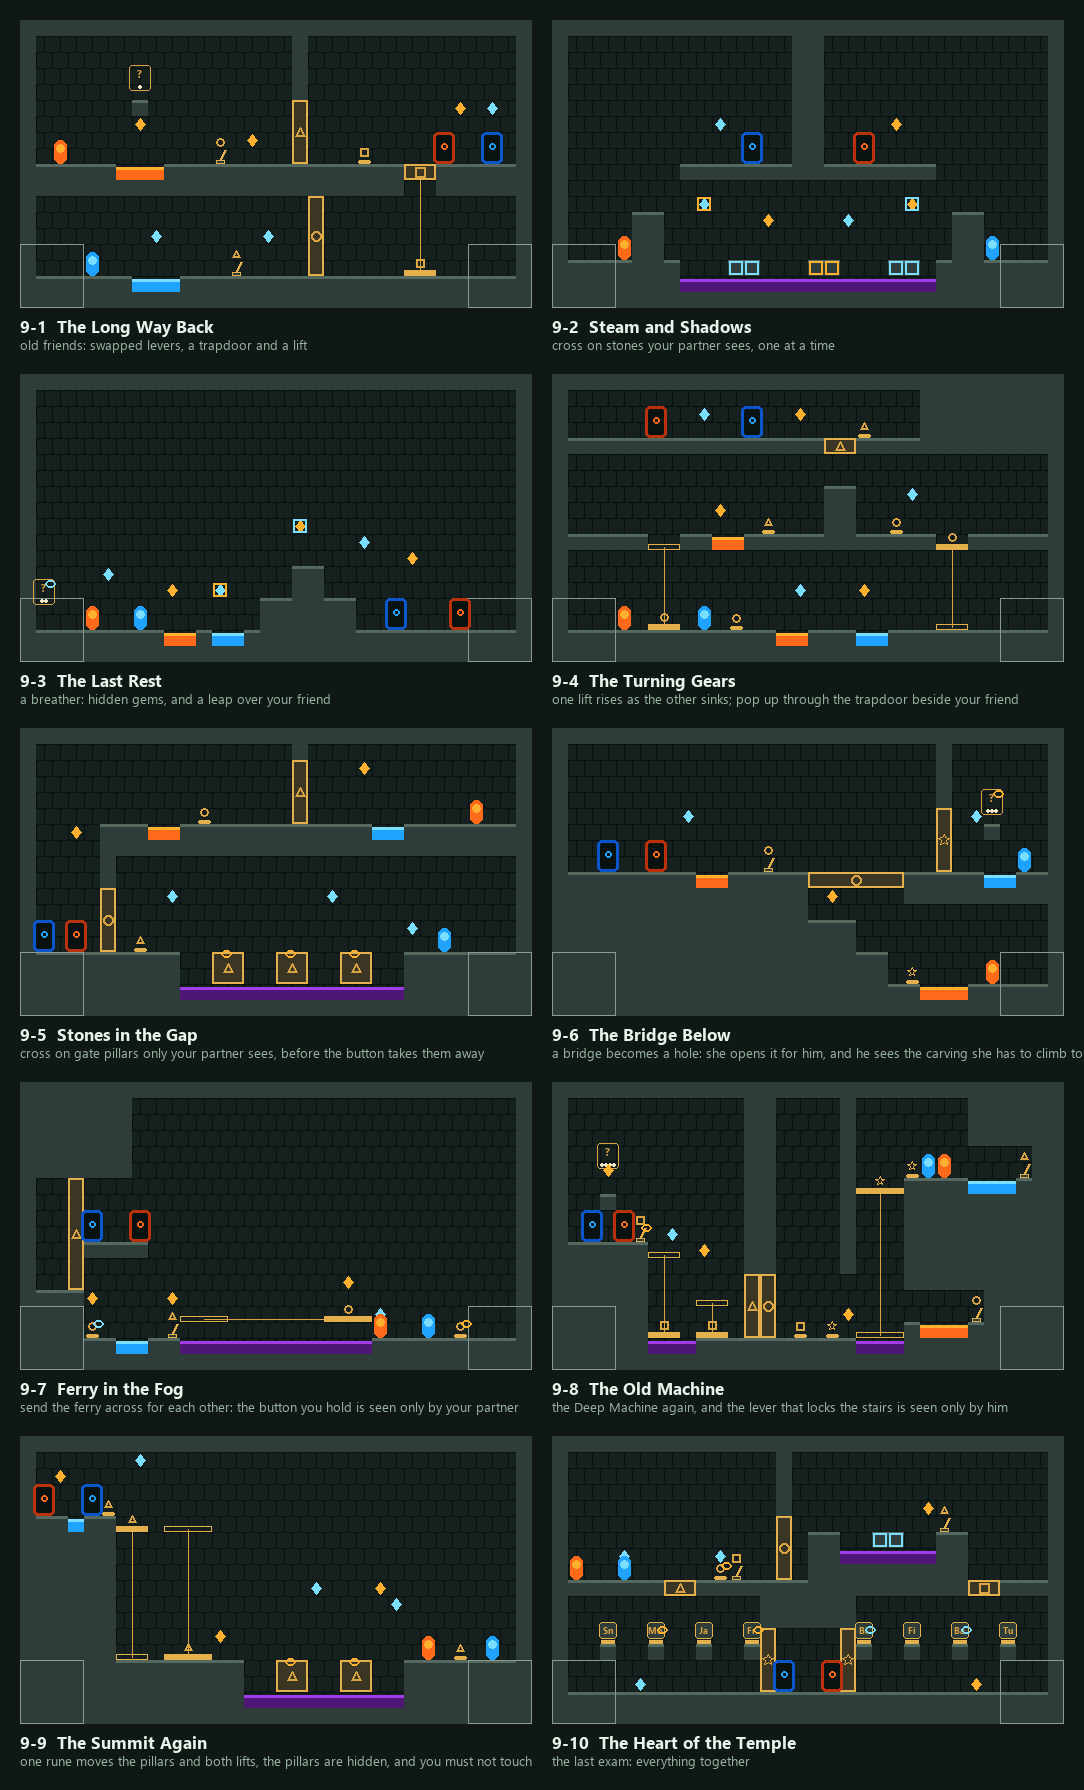 ?
9-1 The Long Way Back
old friends: swapped levers, a trapdoor and a lift
9-2 Steam and Shadows
cross on stones your partner sees, one at a time
?
9-3 The Last Rest
a breather: hidden gems, and a leap over your friend
9-4 The Turning Gears
one lift rises as the other sinks; pop up through the trapdoor beside your friend
9-5 Stones in the Gap
cross on gate pillars only your partner sees, before the button takes them away
?
9-6 The Bridge Below
a bridge becomes a hole: she opens it for him, and he sees the carving she has to climb to
9-7 Ferry in the Fog
send the ferry across for each other: the button you hold is seen only by your partner
?
9-8 The Old Machine
the Deep Machine again, and the lever that locks the stairs is seen only by him
9-9 The Summit Again
one rune moves the pillars and both lifts, the pillars are hidden, and you must not touch
Sn Ja Fi Tu
9-10 The Heart of the Temple
the last exam: everything together